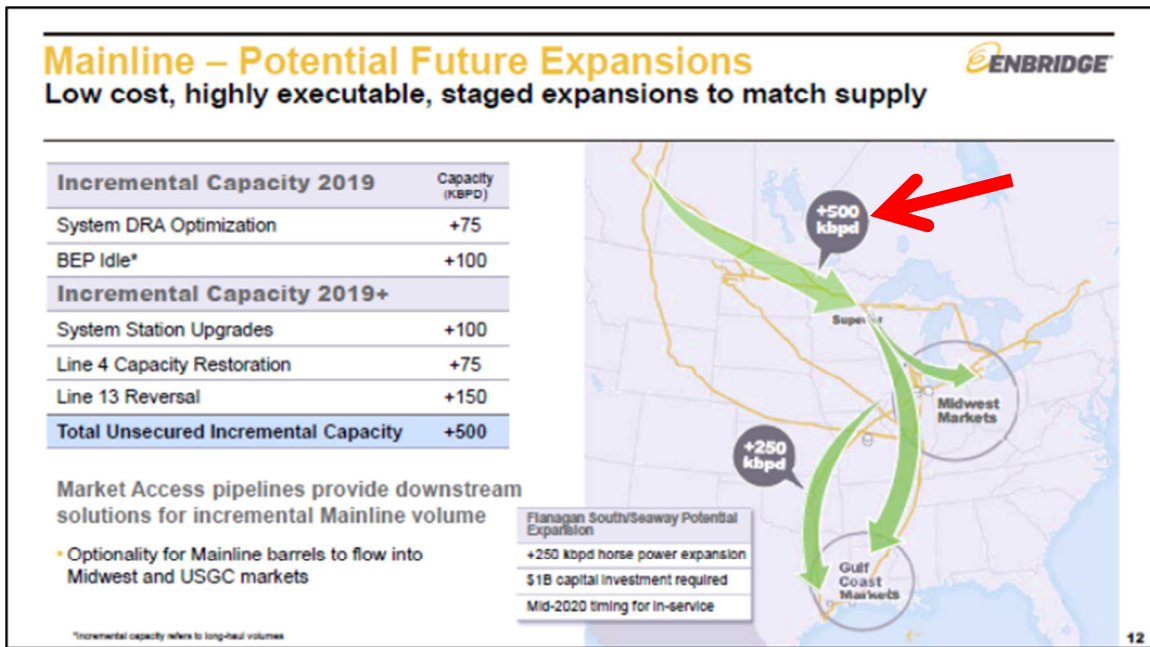 Mainline – Potential Future Expansions
ENBRIDGE
Low cost, highly executable, staged expansions to match supply
Incremental Capacity 2019 Capacity (KBPD)
System DRA Optimization +75
BEP Idle* +100
Incremental Capacity 2019+
System Station Upgrades +100
Line 4 Capacity Restoration +75
Line 13 Reversal +150
Total Unsecured Incremental Capacity +500
Market Access pipelines provide downstream
solutions for incremental Mainline volume
• Optionality for Mainline barrels to flow into
Midwest and USGC markets
*Incremental capacity refers to long-haul volumes
+500
kbpd
Midwest
Markets
+250
kbpd
Flanagan South/Seaway Potential
Expansion
+250 kbpd horse power expansion
$1B capital investment required
Mid-2020 timing for in-service
Gulf
Coast
Markets
12